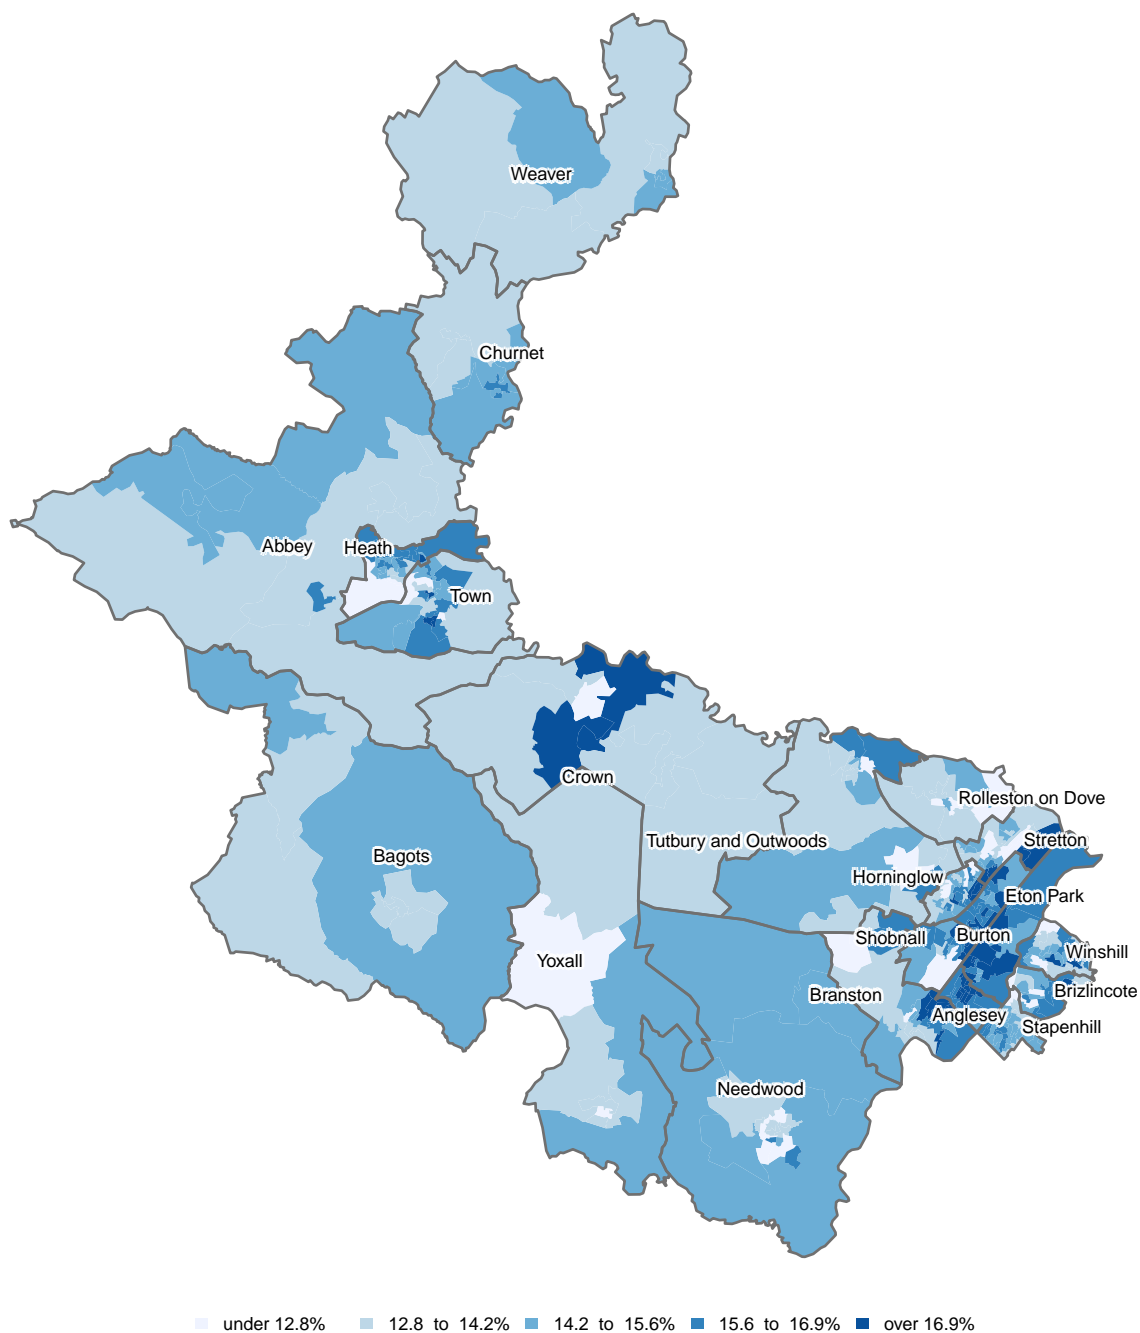 Weaver
Churnet
Abbey
Heath
Town
Crown
Rolleston on Dove
Tutbury and Outwoods
Stretton
Bagots
Horninglow
Eton Park
Shobnall
Burton
Winshill
Yoxall
Branston
Brizlincote
Anglesey
Stapenhill
Needwood
under 12.8% 12.8 to 14.2% 14.2 to 15.6% 15.6 to 16.9% over 16.9%